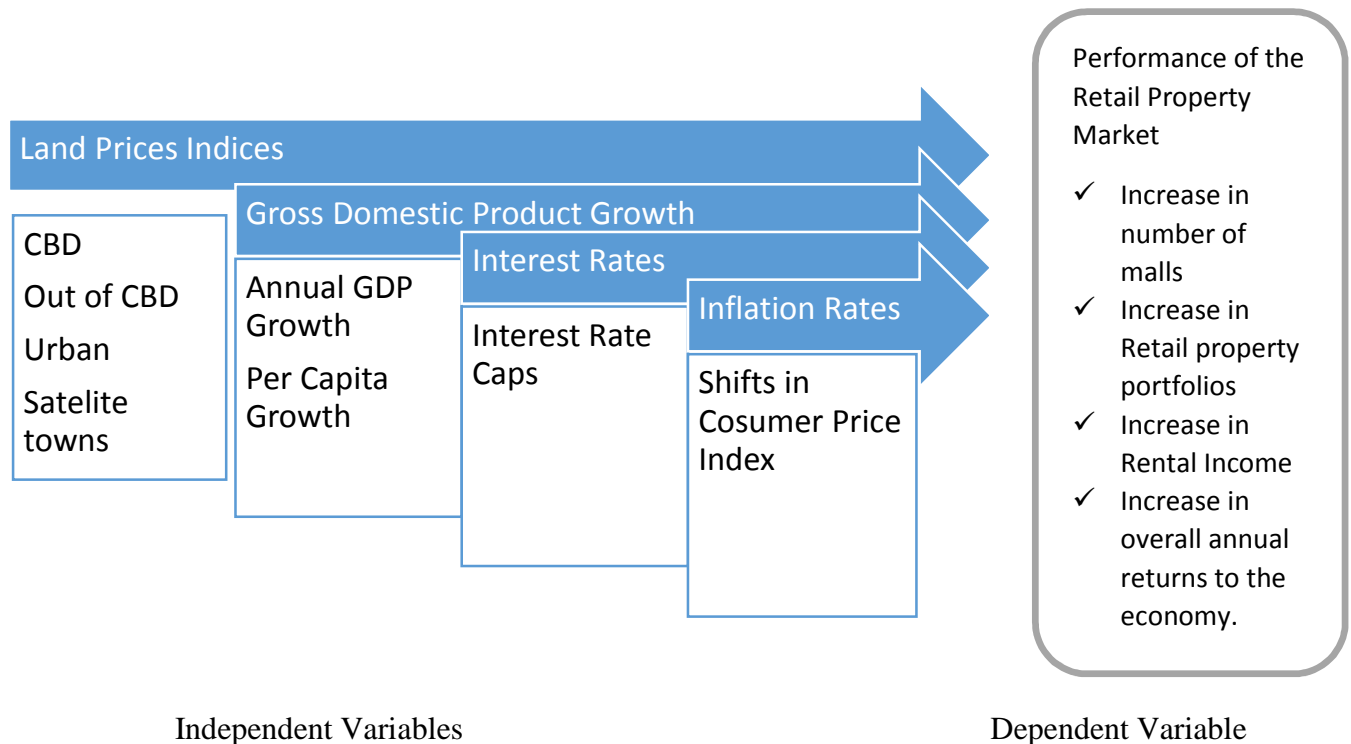 Land Prices Indices
CBD
Out of CBD
Urban
Satelite
towns
Gross Domestic Product Growth
Annual GDP
Growth
Per Capita
Growth
Interest Rates
Interest Rate
Caps
Inflation Rates
Shifts in
Cosumer Price
Index
Performance of the
Retail Property
Market
✓ Increase in
number of
malls
✓ Increase in
Retail property
portfolios
✓ Increase in
Rental Income
✓ Increase in
overall annual
returns to the
economy.
Independent Variables
Dependent Variable